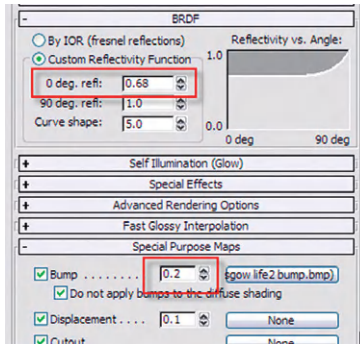 - BRDF
By IOR (fresnel reflections)
Custom Reflectivity Function
0 deg. refl: 0.68
90 deg. refl: 1.0
Curve shape: 5.0
Reflectivity vs. Angle:
1.0
0.0
0 deg 90 deg
+ Self Illumination (Glow)
+ Special Effects
+ Advanced Rendering Options
+ Fast Glossy Interpolation
- Special Purpose Maps
Bump . . . . . . . . 0.2 sgow life2 bump.bmp)
Do not apply bumps to the diffuse shading
Displacement . . . . 0.1 None
Cutout None